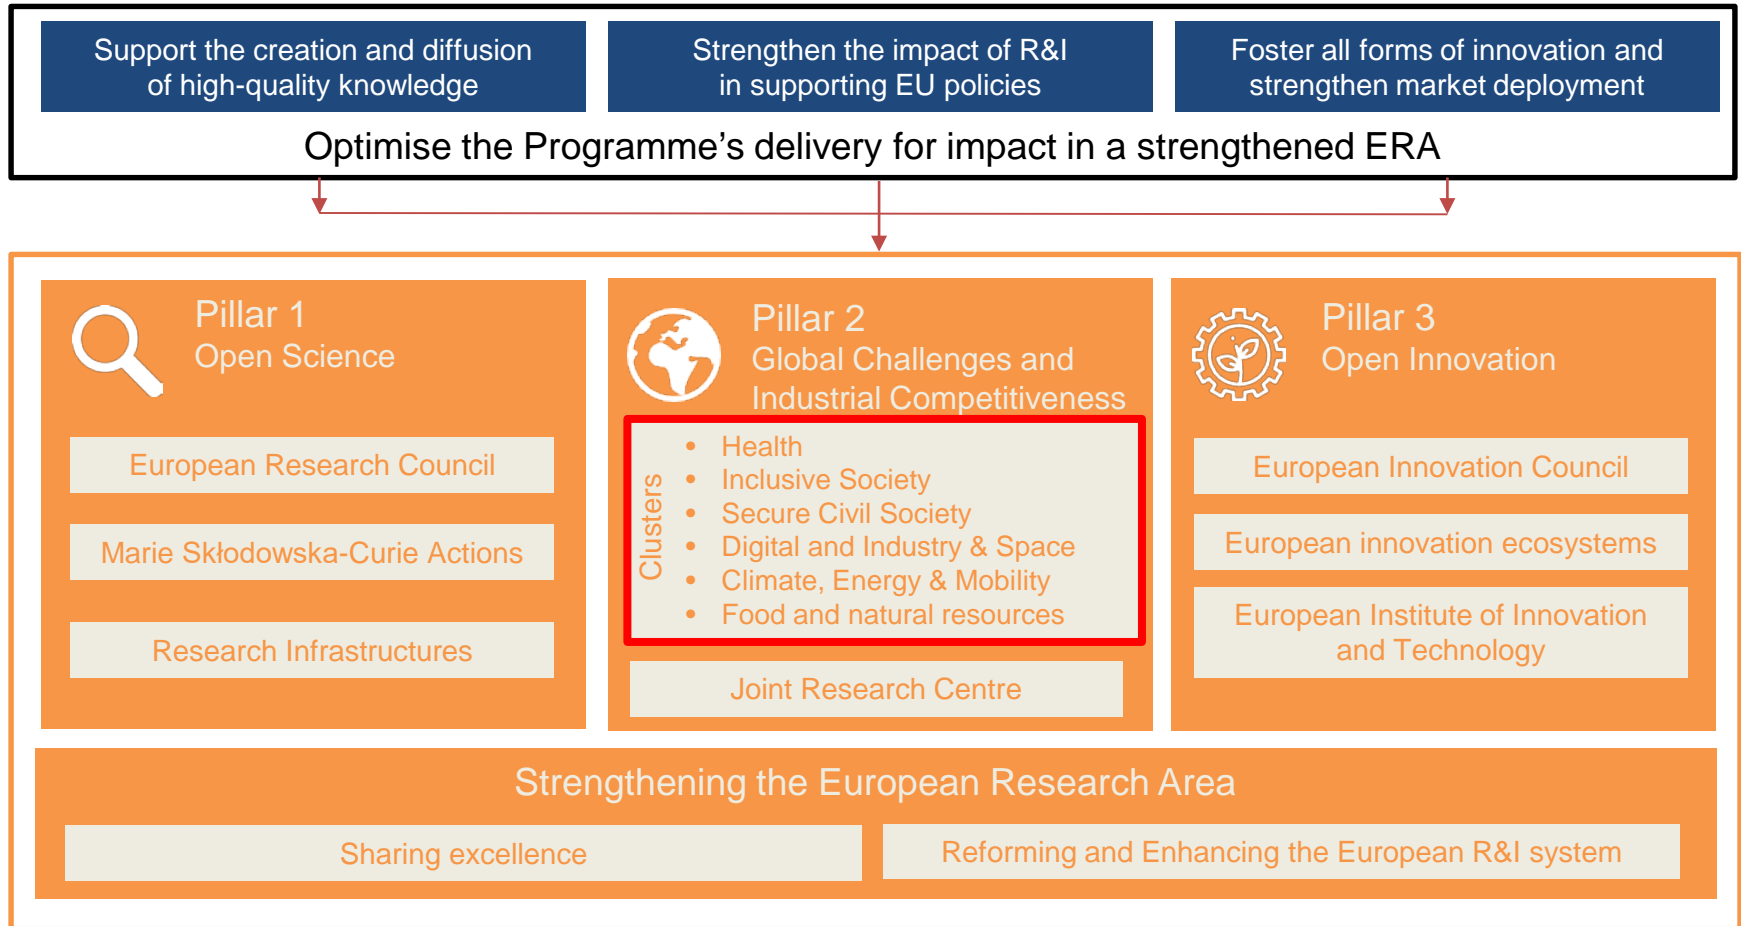 Support the creation and diffusion
of high-quality knowledge
Strengthen the impact of R&I
in supporting EU policies
Foster all forms of innovation and
strengthen market deployment
Optimise the Programme's delivery for impact in a strengthened ERA
Pillar 1
Open Science
European Research Council
Marie Skłodowska-Curie Actions
Research Infrastructures
Pillar 2
Global Challenges and
Industrial Competitiveness
Clusters
• Health
• Inclusive Society
• Secure Civil Society
• Digital and Industry & Space
• Climate, Energy & Mobility
• Food and natural resources
Joint Research Centre
Pillar 3
Open Innovation
European Innovation Council
European innovation ecosystems
European Institute of Innovation
and Technology
Strengthening the European Research Area
Sharing excellence
Reforming and Enhancing the European R&I system